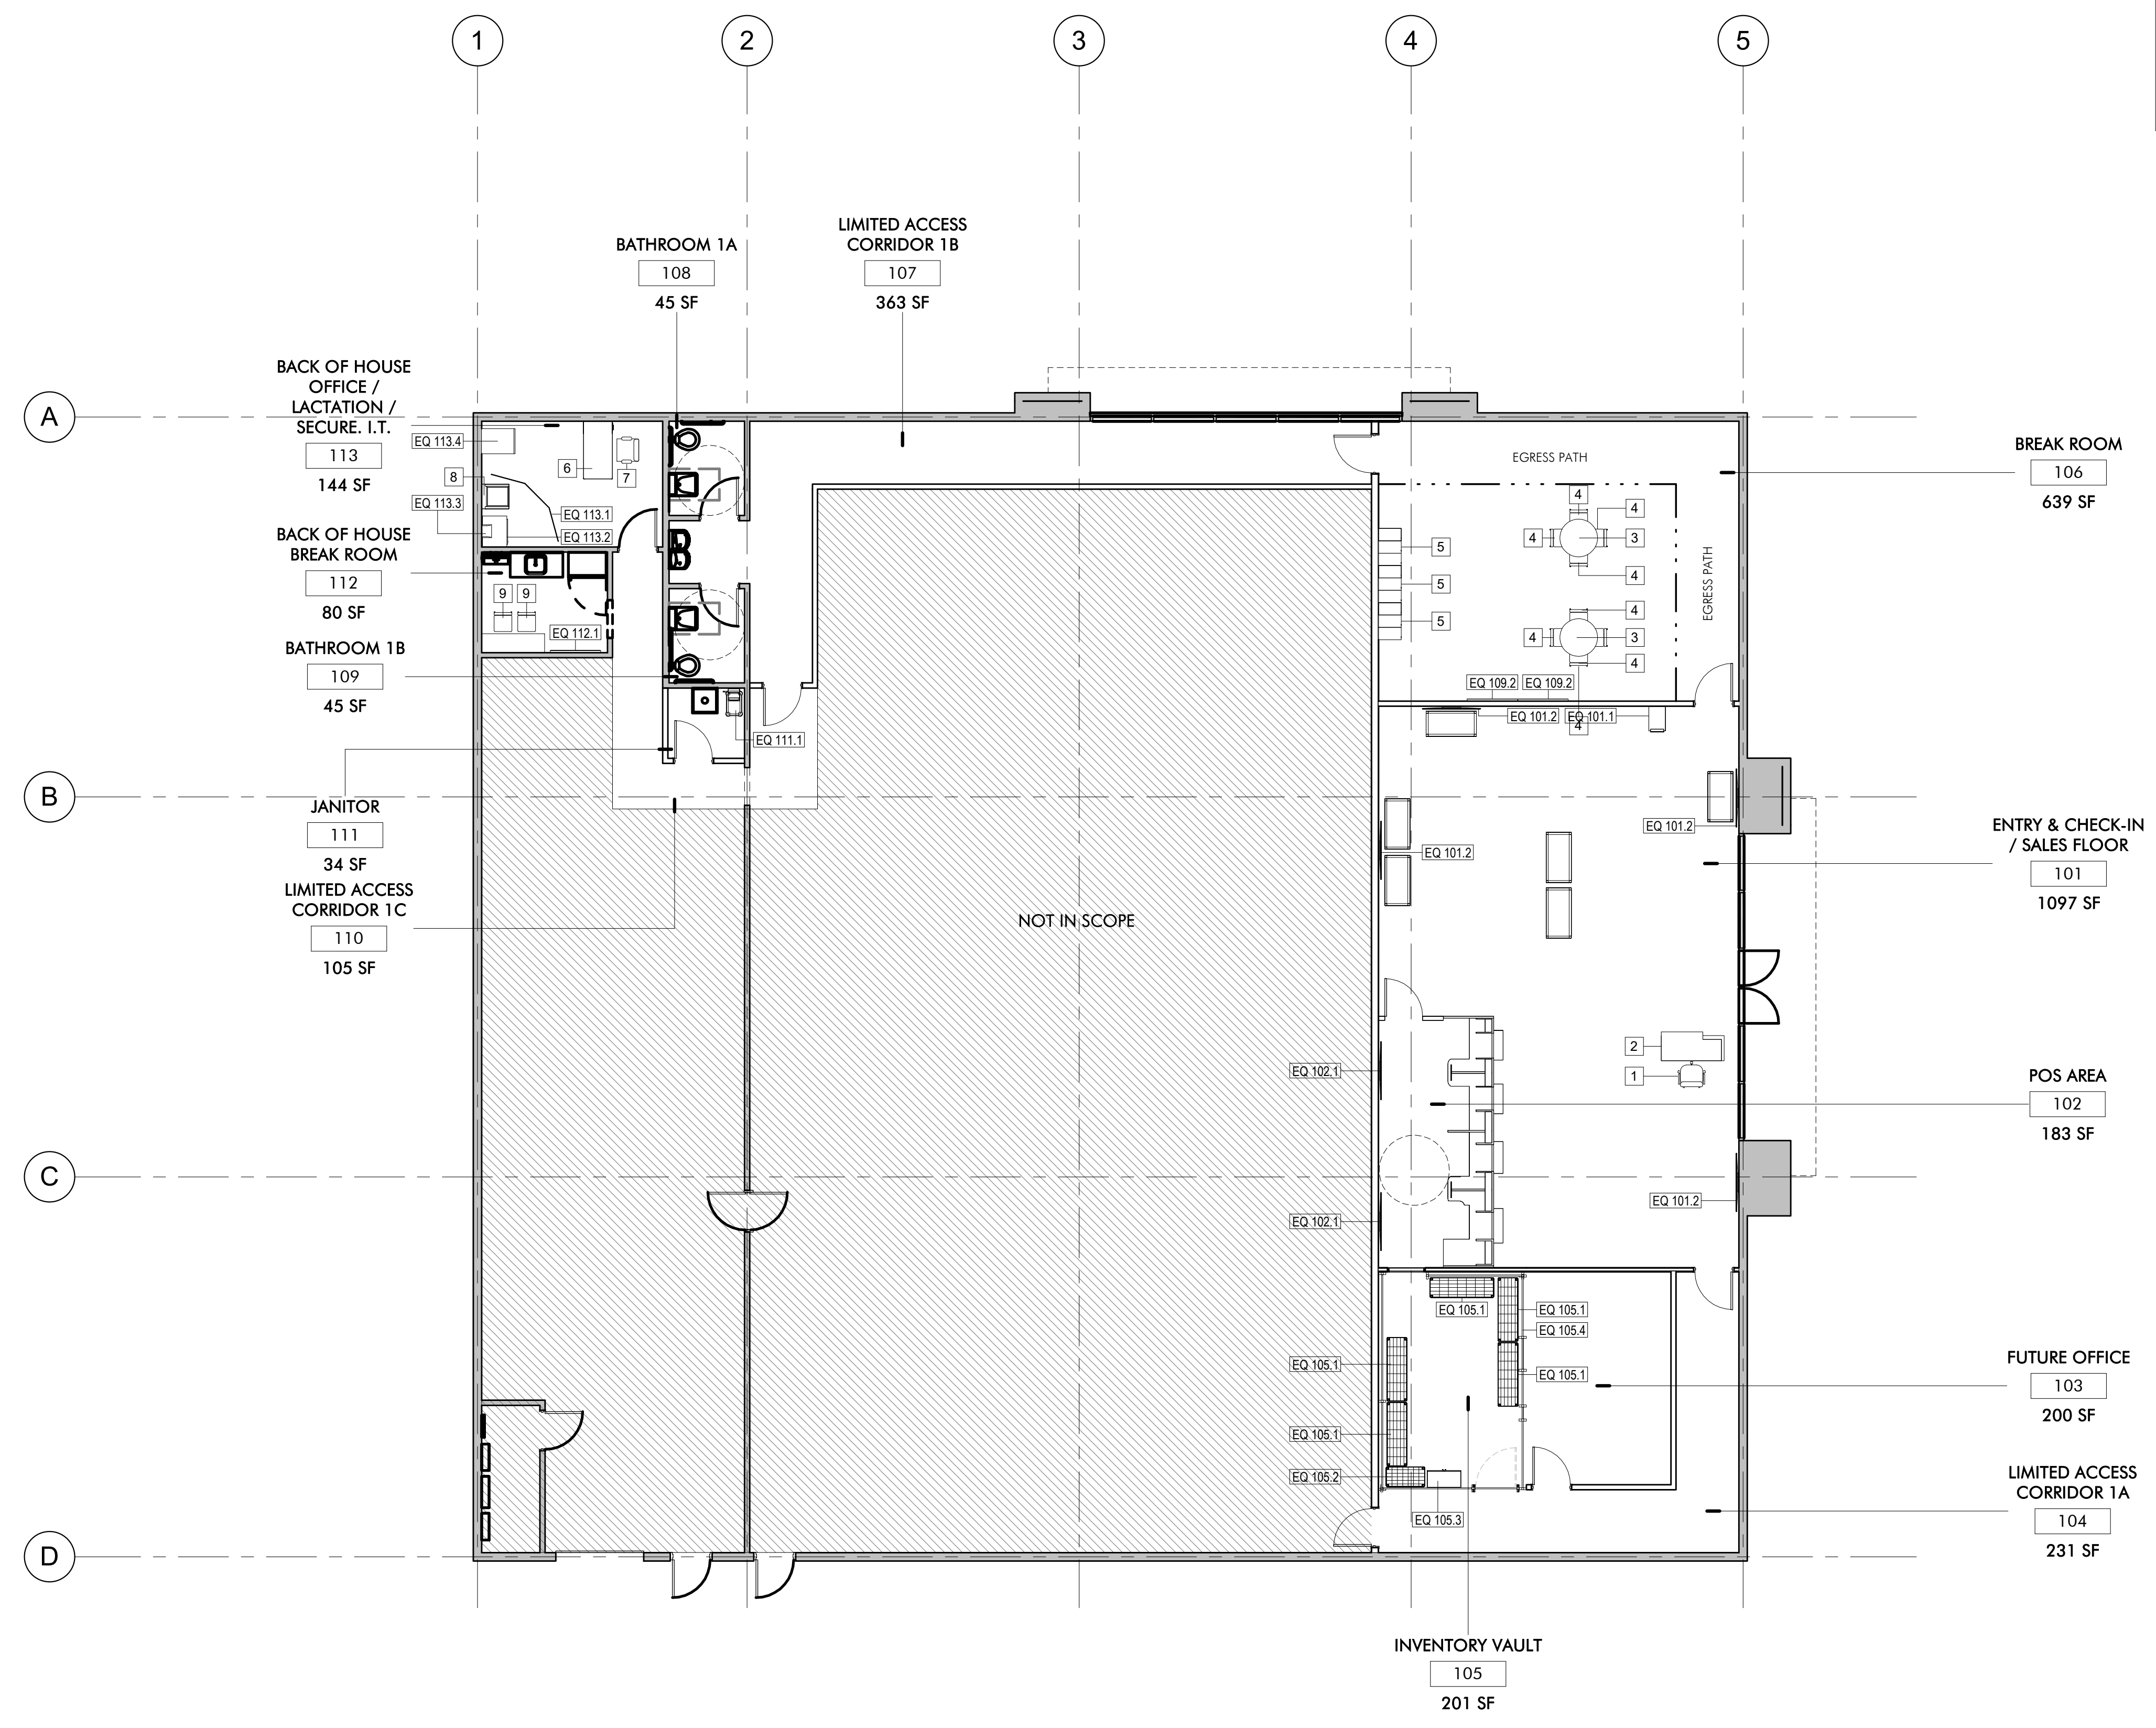 1
2
3
4
5
LIMITED ACCESS
CORRIDOR 1B
107
363 SF
BATHROOM 1A
108
45 SF
BACK OF HOUSE
OFFICE /
LACTATION /
SECURE. I.T.
113
144 SF
A
EQ 113.4
8
EQ 113.3
6
7
EQ 113.1
EQ 113.2
EGRESS PATH
BREAK ROOM
106
639 SF
4
4
4
3
4
5
5
5
EGRESS PATH
4
4
3
4
BACK OF HOUSE
BREAK ROOM
112
80 SF
9
9
EQ 112.1
BATHROOM 1B
109
45 SF
EQ 109.2
EQ 109.2
EQ 101.2
EQ 101.1
4
EQ 111.1
B
JANITOR
111
34 SF
EQ 101.2
EQ 101.2
ENTRY & CHECK-IN
/ SALES FLOOR
101
1097 SF
LIMITED ACCESS
CORRIDOR 1C
110
105 SF
NOT IN SCOPE
2
1
EQ 102.1
POS AREA
102
183 SF
C
EQ 101.2
EQ 102.1
EQ 105.1
EQ 105.1
EQ 105.4
EQ 105.1
EQ 105.1
EQ 105.1
EQ 105.2
EQ 105.3
FUTURE OFFICE
103
200 SF
LIMITED ACCESS
CORRIDOR 1A
104
231 SF
D
INVENTORY VAULT
105
201 SF